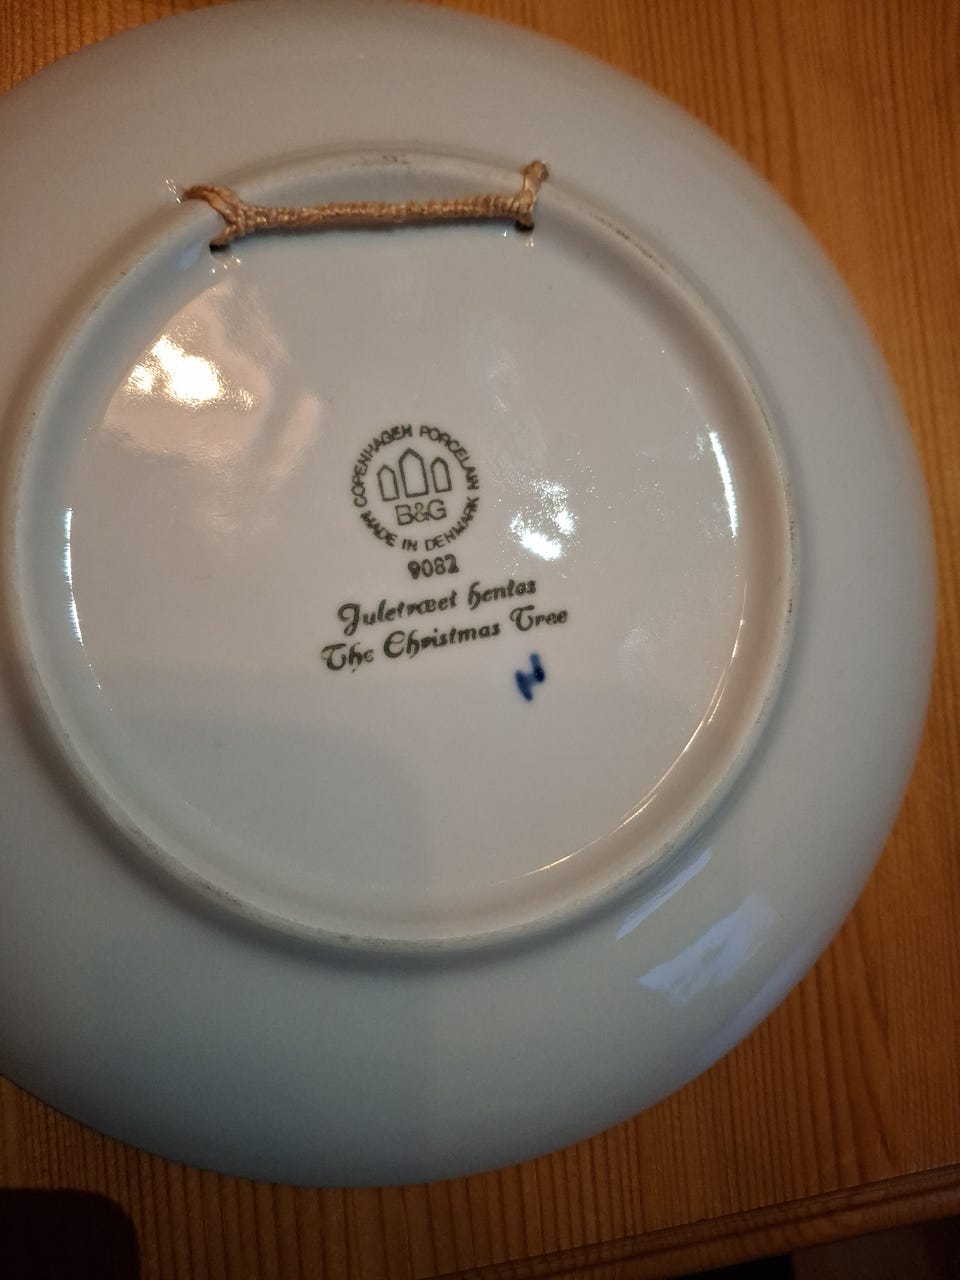 COPENHAGEN PORCELAIN
B&G
MADE IN DENMARK
9082
Juletræet hentes
The Christmas Tree